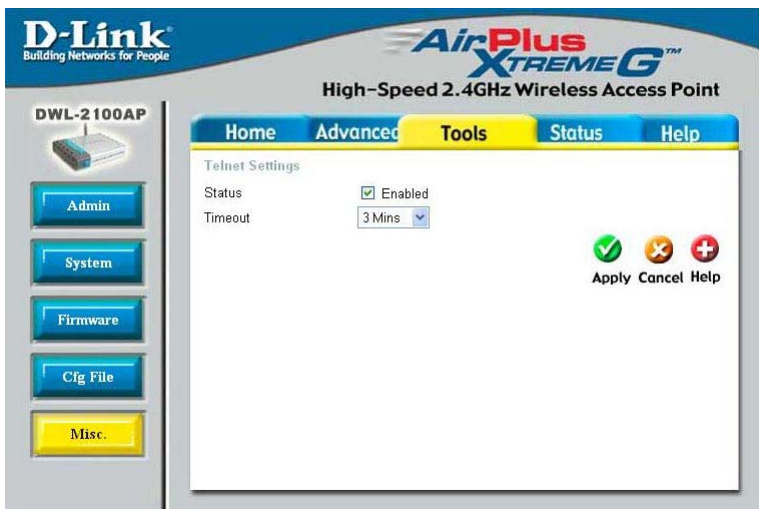 D-Link
Building Networks for People
AirPlus
XTREME G™
High-Speed 2.4GHz Wireless Access Point
DWL-2100AP
Home Advanced Tools Status Help
Telnet Settings
Status Enabled
Timeout 3 Mins
Apply Cancel Help
Admin
System
Firmware
Cfg File
Misc.